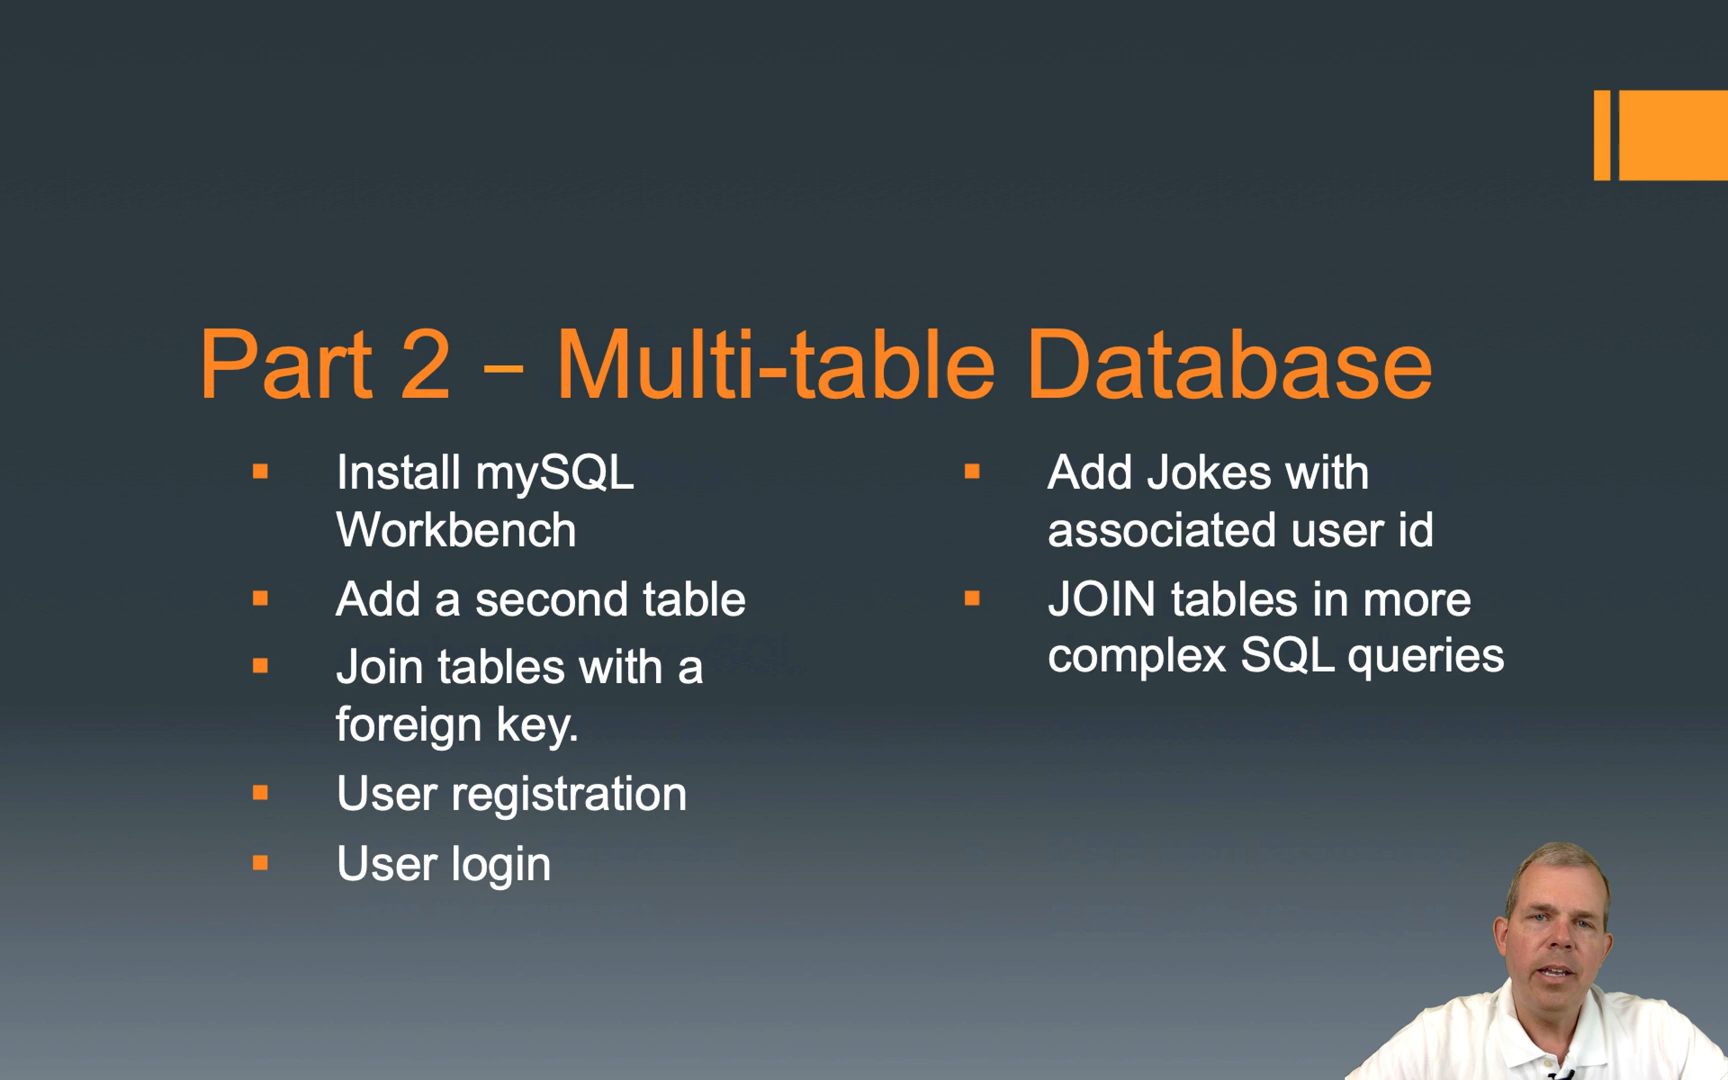 Part 2 – Multi-table Database
Install mySQL
Workbench
Add a second table
Join tables with a
foreign key.
User registration
User login
Add Jokes with
associated user id
JOIN tables in more
complex SQL queries